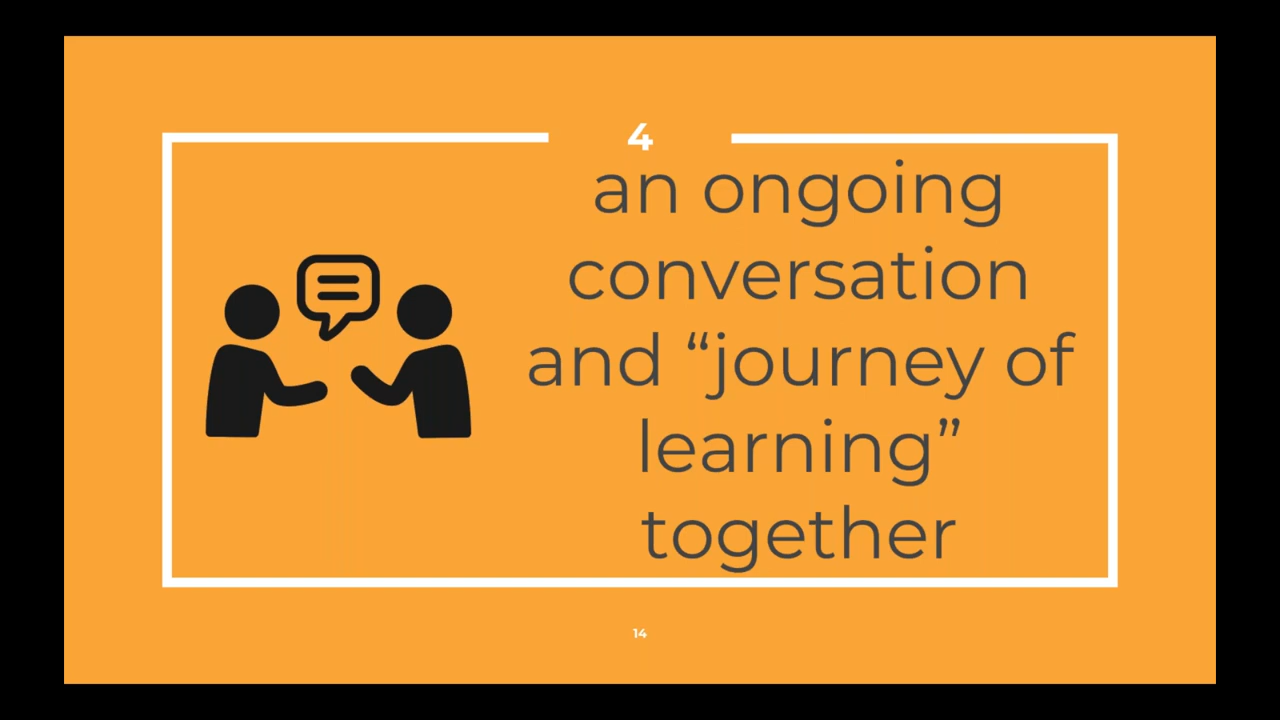 4
an ongoing
conversation
and “journey of
learning”
together
14